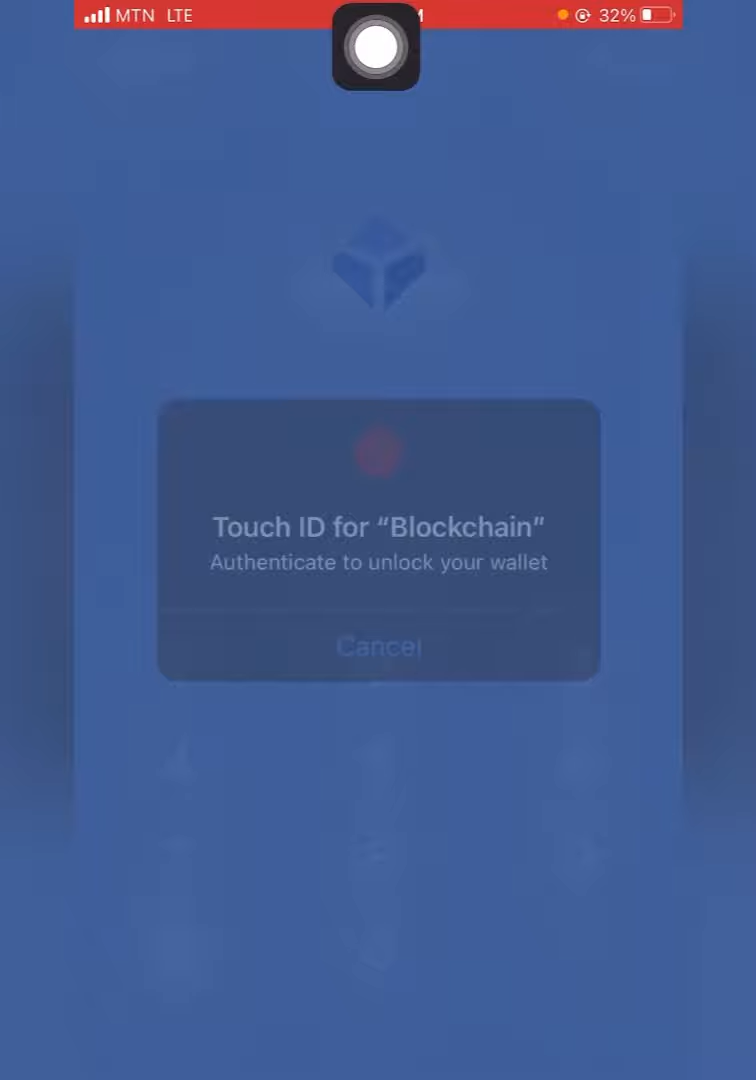 MTN LTE M 32%
Touch ID for “Blockchain”
Authenticate to unlock your wallet
Cancel